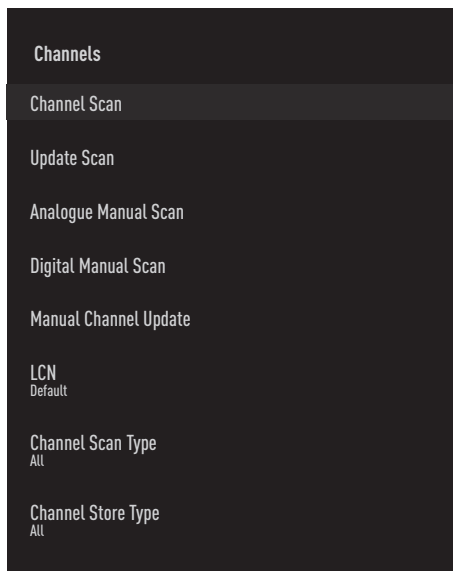 Channels
Channel Scan
Update Scan
Analogue Manual Scan
Digital Manual Scan
Manual Channel Update
LCN
Default
Channel Scan Type
All
Channel Store Type
All